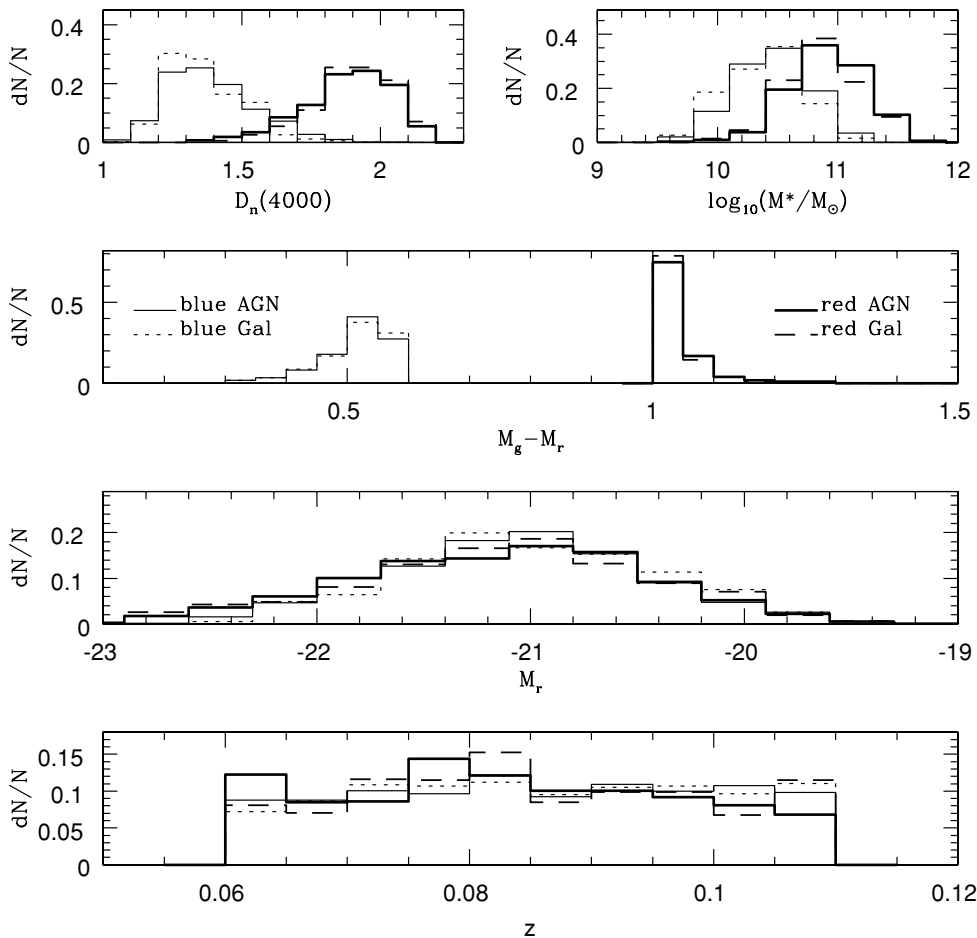 dN/N
0.4
0.2
0
1
1.5
2
D_n(4000)
dN/N
0.4
0.2
0
9
10
11
12
log_10(M*/M_⊙)
dN/N
0.5
0
blue AGN
blue Gal
red AGN
red Gal
0.5
1
1.5
M_g−M_r
dN/N
0.2
0.1
0
-23
-22
-21
-20
-19
M_r
dN/N
0.15
0.1
0.05
0
0.06
0.08
0.1
0.12
z